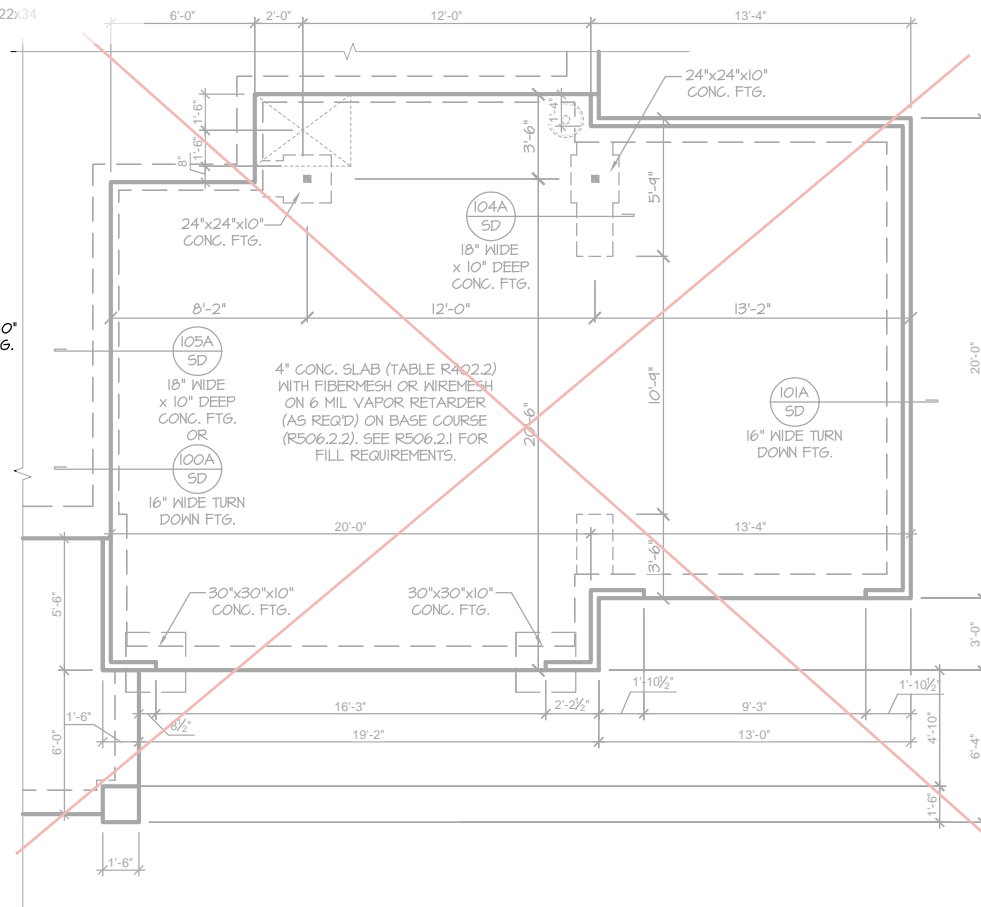 22x34
6'-0"
2'-0"
12'-0"
13'-4"
24"x24"x10"
CONC. FTG.
1'-6"
1'-6"
8"
3'-6"
1'-4"
5'-9"
24"x24"x10"
CONC. FTG.
104A
SD
18" WIDE
x 10" DEEP
CONC. FTG.
8'-2"
12'-0"
13'-2"
0"
G.
105A
SD
18" WIDE
x 10" DEEP
CONC. FTG.
OR
100A
SD
16" WIDE TURN
DOWN FTG.
4" CONC. SLAB (TABLE R402.2)
WITH FIBERMESH OR WIREMESH
ON 6 MIL VAPOR RETARDER
(AS REQ'D) ON BASE COURSE
(R506.2.2). SEE R506.2.1 FOR
FILL REQUIREMENTS.
20'-6"
10'-9"
101A
SD
16" WIDE TURN
DOWN FTG.
20'-0"
20'-0"
13'-4"
3'-6"
5'-6"
30"x30"x10"
CONC. FTG.
30"x30"x10"
CONC. FTG.
3'-0"
1'-10½"
1'-10½"
16'-3"
2'-2½"
9'-3"
1'-6"
8½"
19'-2"
13'-0"
6'-0"
4'-10"
6'-4"
1'-6"
1'-6"